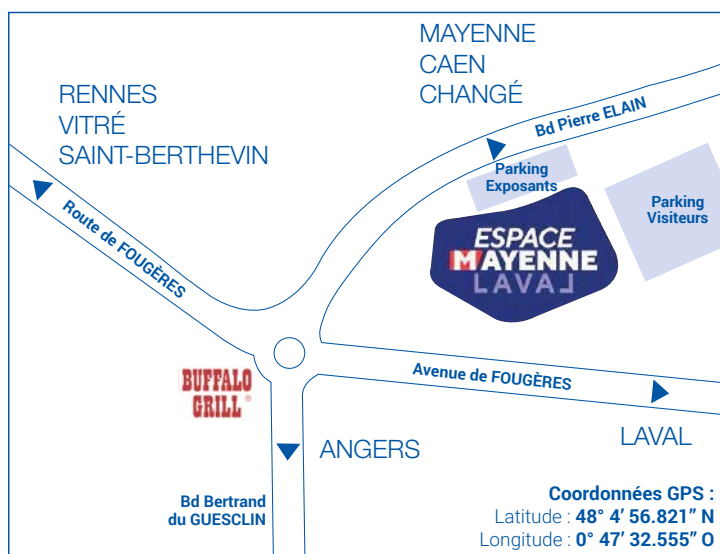 MAYENNE
CAEN
CHANGÉ
RENNES
VITRÉ
SAINT-BERTHEVIN
Bd Pierre ELAIN
Parking
Exposants
Parking
Visiteurs
Route de FOUGÈRES
ESPACE
MAYENNE
LAVAL
BUFFALO
GRILL
Avenue de FOUGÈRES
ANGERS
LAVAL
Bd Bertrand
du GUESCLIN
Coordonnées GPS :
Latitude : 48° 4’ 56.821” N
Longitude : 0° 47’ 32.555” O